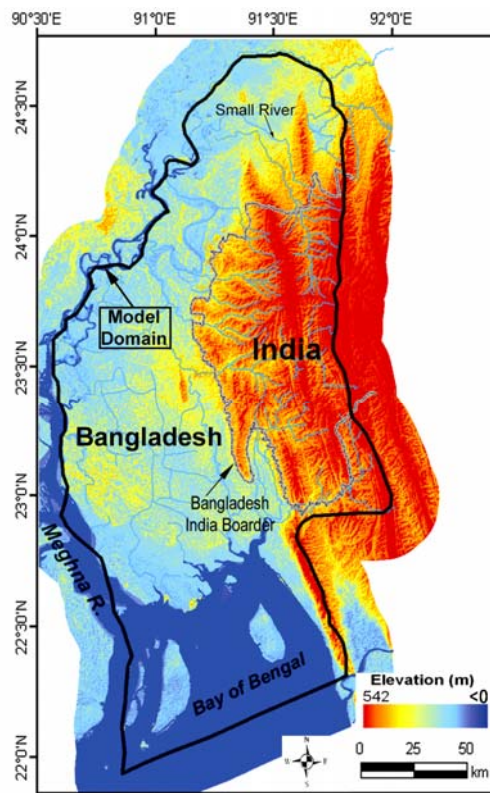 90°30'E 91°0'E 91°30'E 92°0'E
24°30'N
Small River
24°0'N
Model
Domain
India
23°30'N
Bangladesh
23°0'N
Bangladesh
India Boarder
Meghna R.
22°30'N
Bay of Bengal
Elevation (m)
542 <0
22°0'N
N
W E
S
0 25 50
km